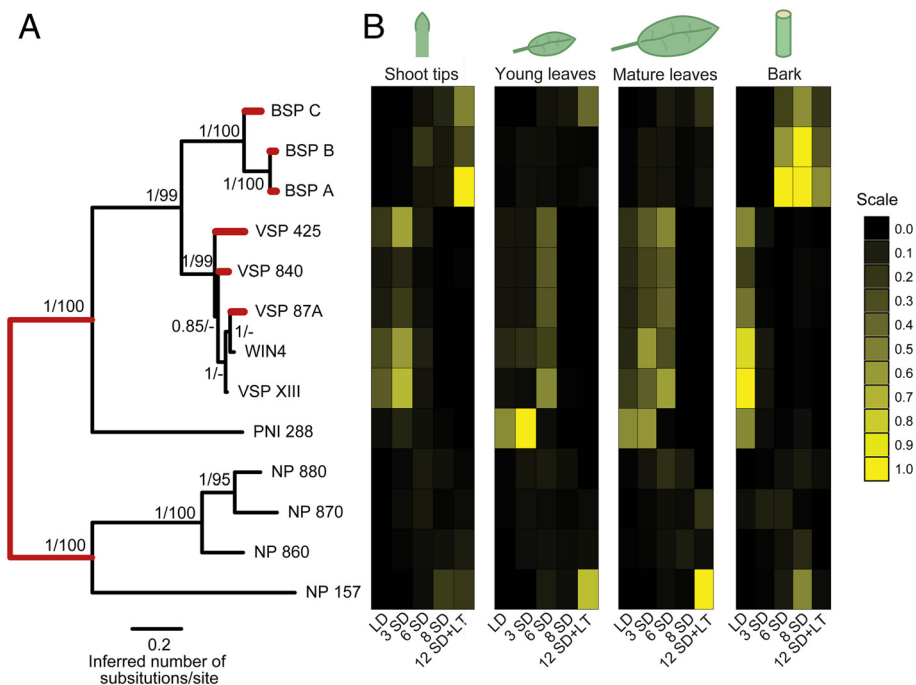 A
B
Shoot tips
Young leaves
Mature leaves
Bark
BSP C
1/100
BSP B
1/100
BSP A
1/99
VSP 425
1/99
VSP 840
1/100
VSP 87A
0.85/-
1/-
WIN4
1/-
VSP XIII
PNI 288
NP 880
1/95
NP 870
1/100
1/100
NP 860
NP 157
0.2
Inferred number of
subsitutions/site
LD
3 SD
6 SD
8 SD
12 SD+LT
LD
3 SD
6 SD
8 SD
12 SD+LT
LD
3 SD
6 SD
8 SD
12 SD+LT
LD
3 SD
6 SD
8 SD
12 SD+LT
Scale
0.0
0.1
0.2
0.3
0.4
0.5
0.6
0.7
0.8
0.9
1.0